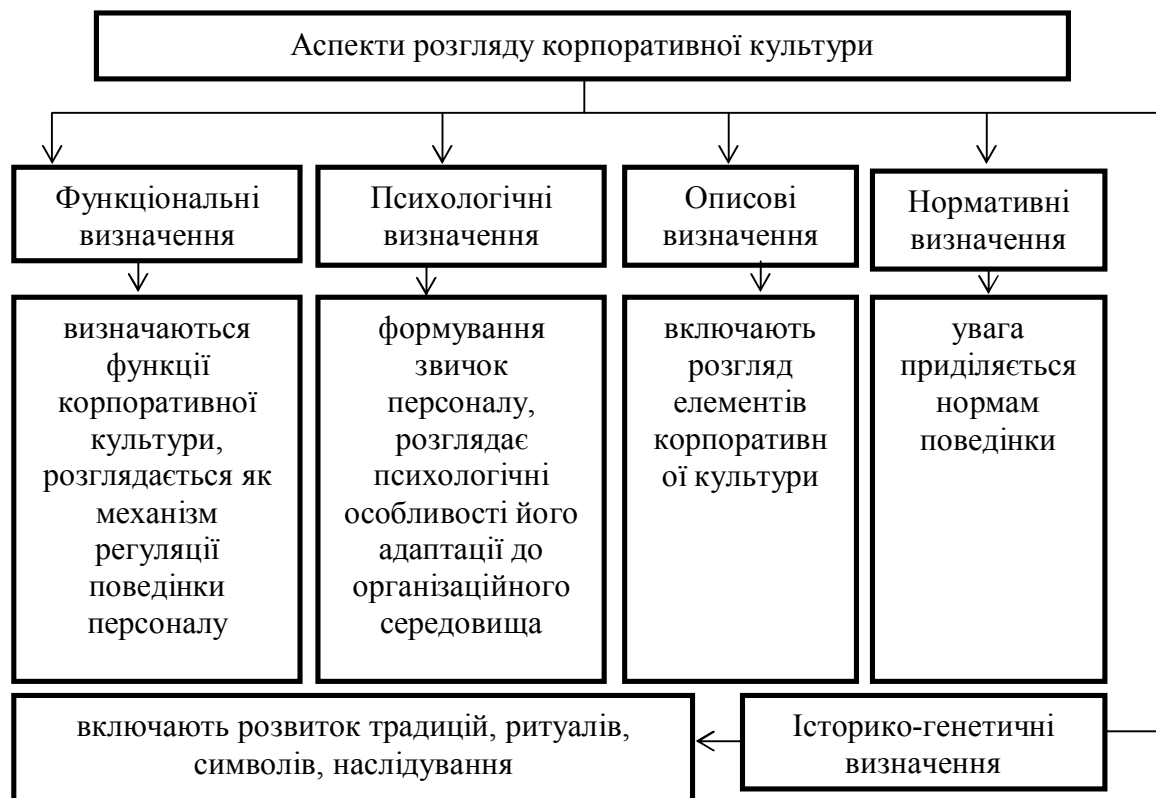 Аспекти розгляду корпоративної культури
Функціональні
визначення
Психологічні
визначення
Описові
визначення
Нормативні
визначення
визначаються
функції
корпоративної
культури,
розглядається як
механізм
регуляції
поведінки
персоналу
формування
звичок
персоналу,
розглядає
психологічні
особливості його
адаптації до
організаційного
середовища
включають
розгляд
елементів
корпоративн
ої культури
увага
приділяється
нормам
поведінки
включають розвиток традицій, ритуалів,
символів, наслідування
Історико-генетичні
визначення